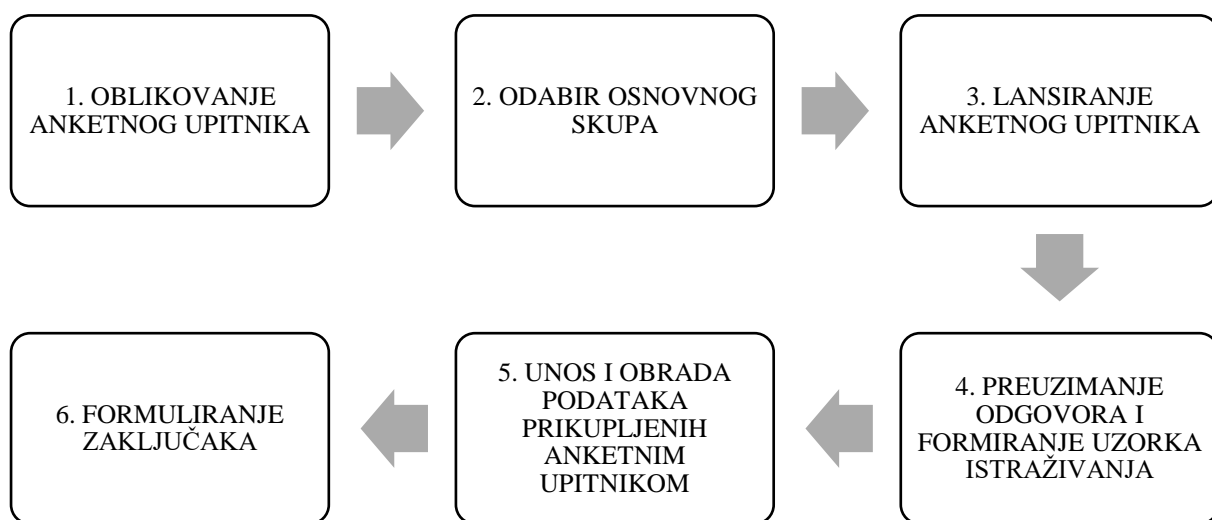 1. OBLIKOVANJE
ANKETNOG UPITNIKA
2. ODABIR OSNOVNOG
SKUPA
3. LANSIRANJE
ANKETNOG UPITNIKA
4. PREUZIMANJE
ODGOVORA I
FORMIRANJE UZORKA
ISTRAŽIVANJA
5. UNOS I OBRADA
PODATAKA
PRIKUPLJENIH
ANKETNIM
UPITNIKOM
6. FORMULIRANJE
ZAKLJUČAKA